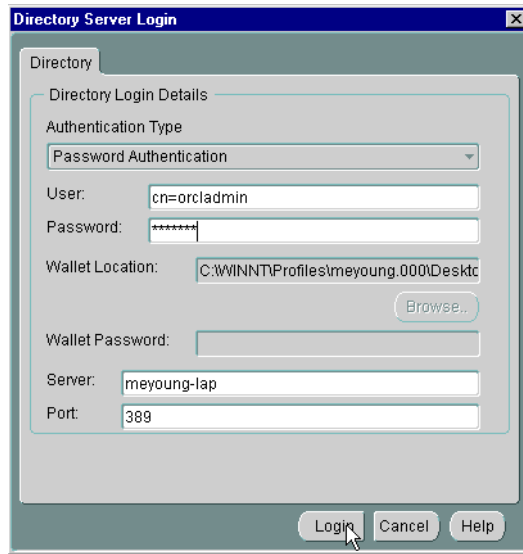 Directory Server Login
Directory
Directory Login Details
Authentication Type
Password Authentication
User: cn=orcladmin
Password: *******
Wallet Location: C:\WINNT\Profiles\meyoung.000\Deskto
Browse..
Wallet Password:
Server: meyoung-lap
Port: 389
Login Cancel Help